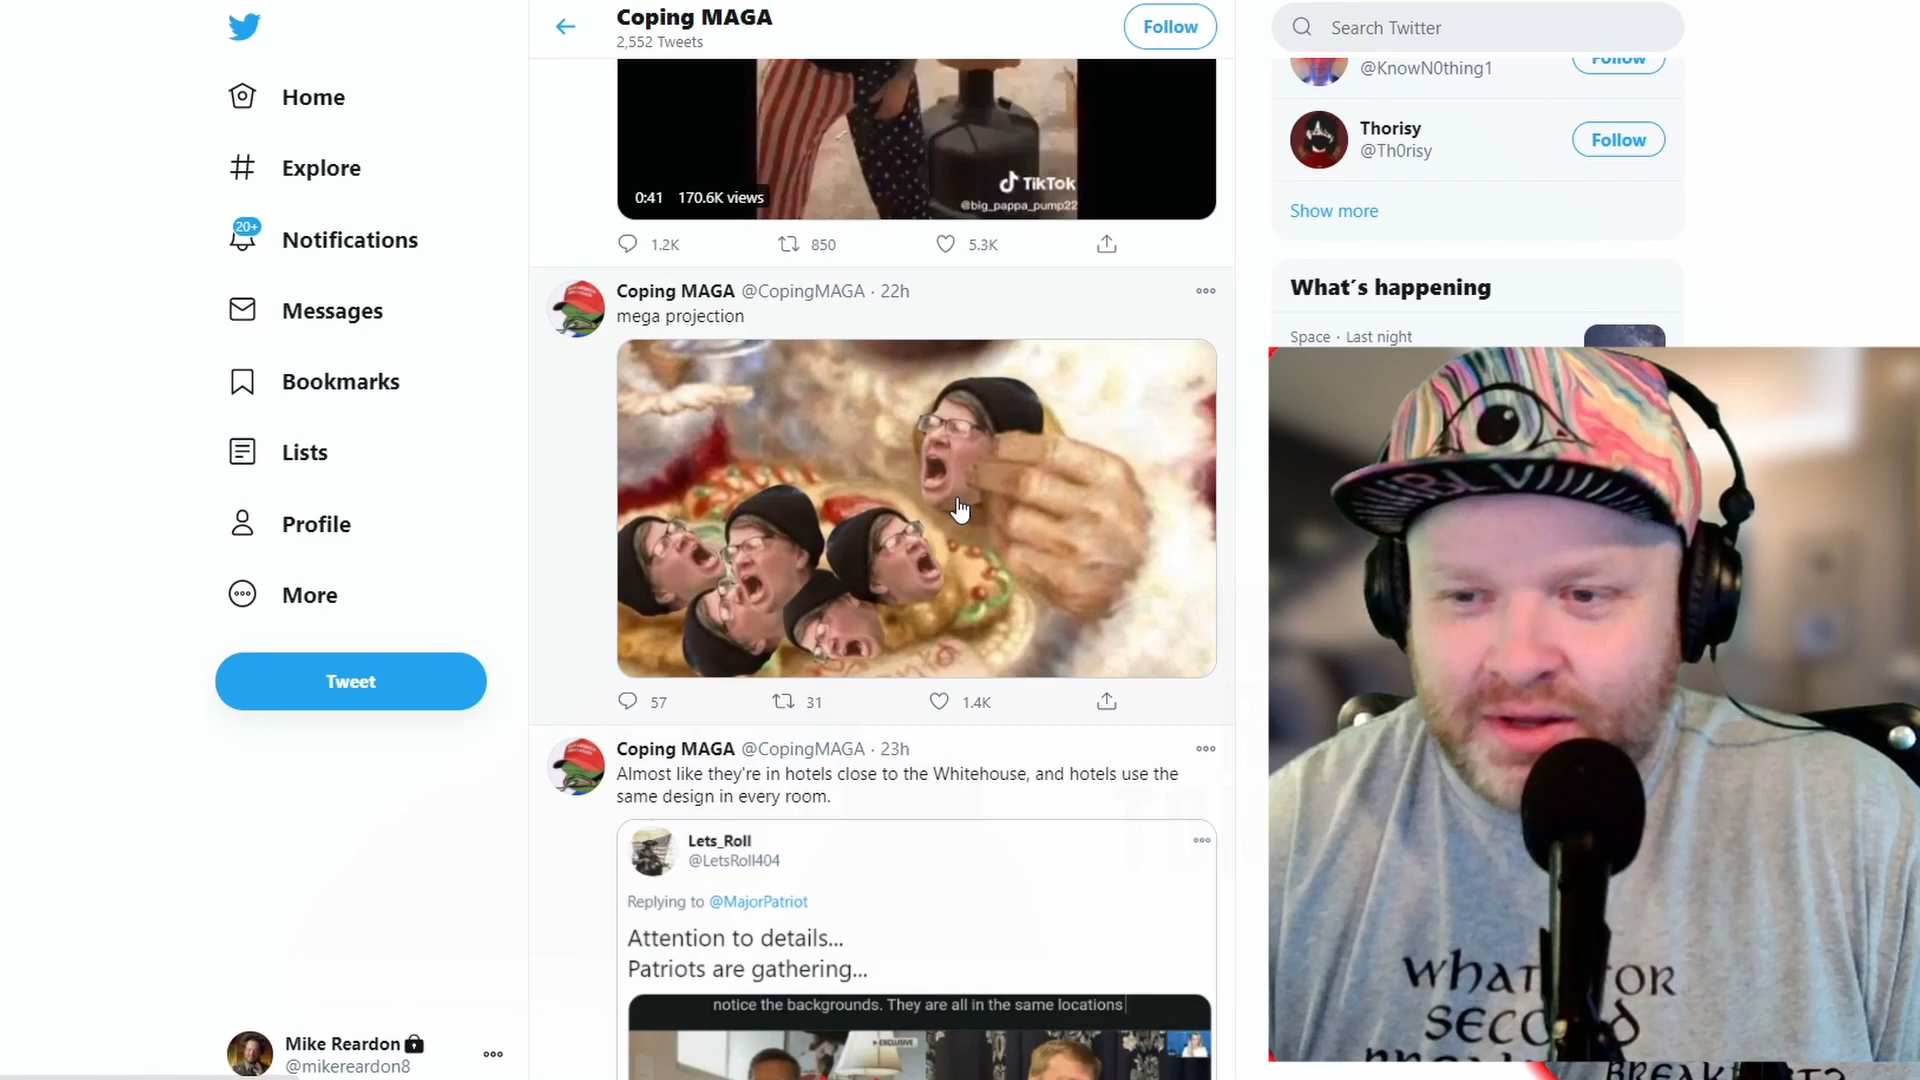 Coping MAGA
2,552 Tweets
Follow
Search Twitter
Home
Explore
20+
Notifications
Messages
Bookmarks
Lists
Profile
More
Tweet
Mike Reardon
@mikereardon8
TikTok
@big_pappa_pump22
0:41 170.6K views
1.2K 850 5.3K
Coping MAGA @CopingMAGA · 22h
mega projection
57 31 1.4K
Coping MAGA @CopingMAGA · 23h
Almost like they're in hotels close to the Whitehouse, and hotels use the
same design in every room.
Lets_Roll
@LetsRoll404
Replying to @MajorPatriot
Attention to details...
Patriots are gathering...
notice the backgrounds. They are all in the same locations
EXCLUSIVE
@KnowN0thing1
Follow
Thorisy
@Th0risy
Follow
Show more
What's happening
Space · Last night
WHAT
SECO